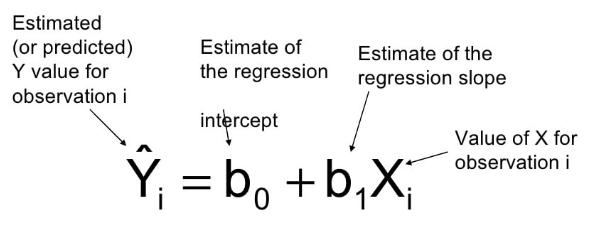 Estimated
(or predicted)
Y value for
observation i
Estimate of
the regression
intercept
Estimate of the
regression slope
Value of X for
observation i
Ŷᵢ = b₀ + b₁Xᵢ